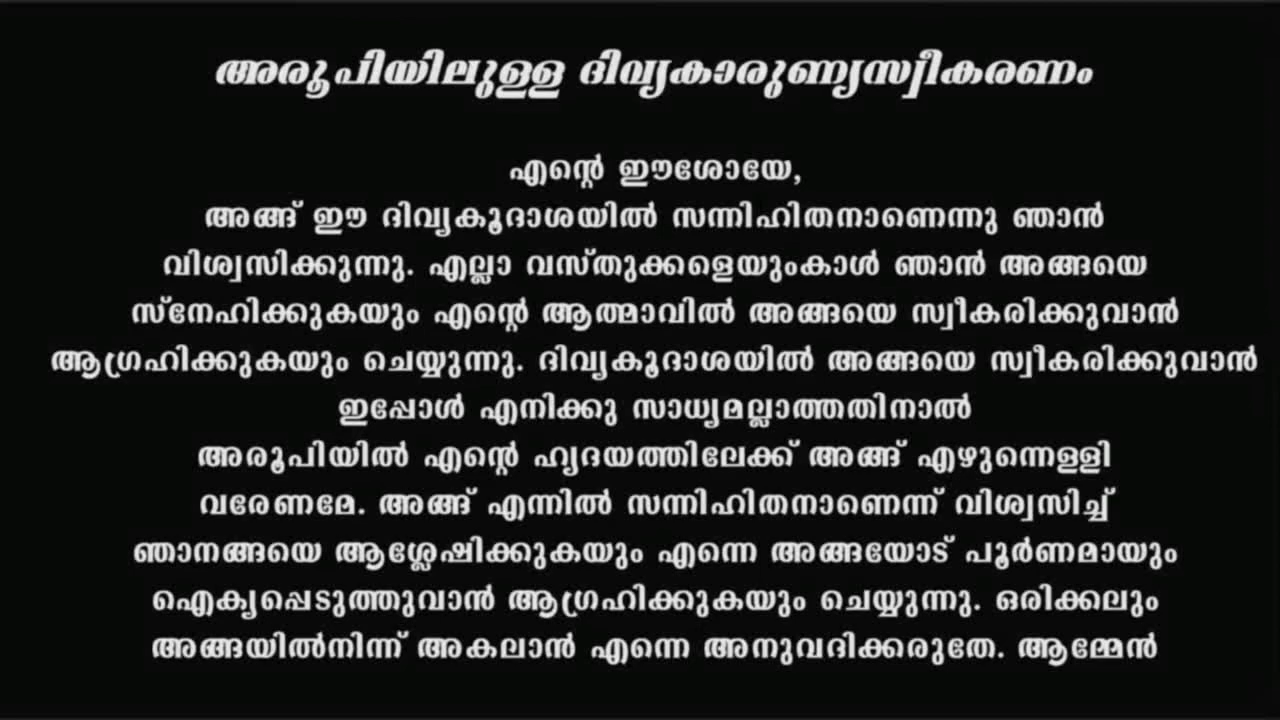 അരൂപിയിലുള്ള ദിവ്യകാരുണ്യസ്വീകരണം
എന്റെ ഈശോയേ,
അങ്ങ് ഈ ദിവ്യകൂദാശയിൽ സന്നിഹിതനാണെന്നു ഞാൻ
വിശ്വസിക്കുന്നു. എല്ലാ വസ്തുക്കളെയുംകാൾ ഞാൻ അങ്ങയെ
സ്നേഹിക്കുകയും എന്റെ ആത്മാവിൽ അങ്ങയെ സ്വീകരിക്കുവാൻ
ആഗ്രഹിക്കുകയും ചെയ്യുന്നു. ദിവ്യകൂദാശയിൽ അങ്ങയെ സ്വീകരിക്കുവാൻ
ഇപ്പോൾ എനിക്കു സാധ്യമല്ലാത്തതിനാൽ
അരൂപിയിൽ എന്റെ ഹൃദയത്തിലേക്ക് അങ്ങ് എഴുന്നെള്ളി
വരേണമേ. അങ്ങ് എന്നിൽ സന്നിഹിതനാണെന്ന് വിശ്വസിച്ച്
ഞാനങ്ങയെ ആശ്ലേഷിക്കുകയും എന്നെ അങ്ങയോട് പൂർണമായും
ഐക്യപ്പെടുത്തുവാൻ ആഗ്രഹിക്കുകയും ചെയ്യുന്നു. ഒരിക്കലും
അങ്ങയിൽനിന്ന് അകലാൻ എന്നെ അനുവദിക്കരുതേ. ആമ്മേൻ